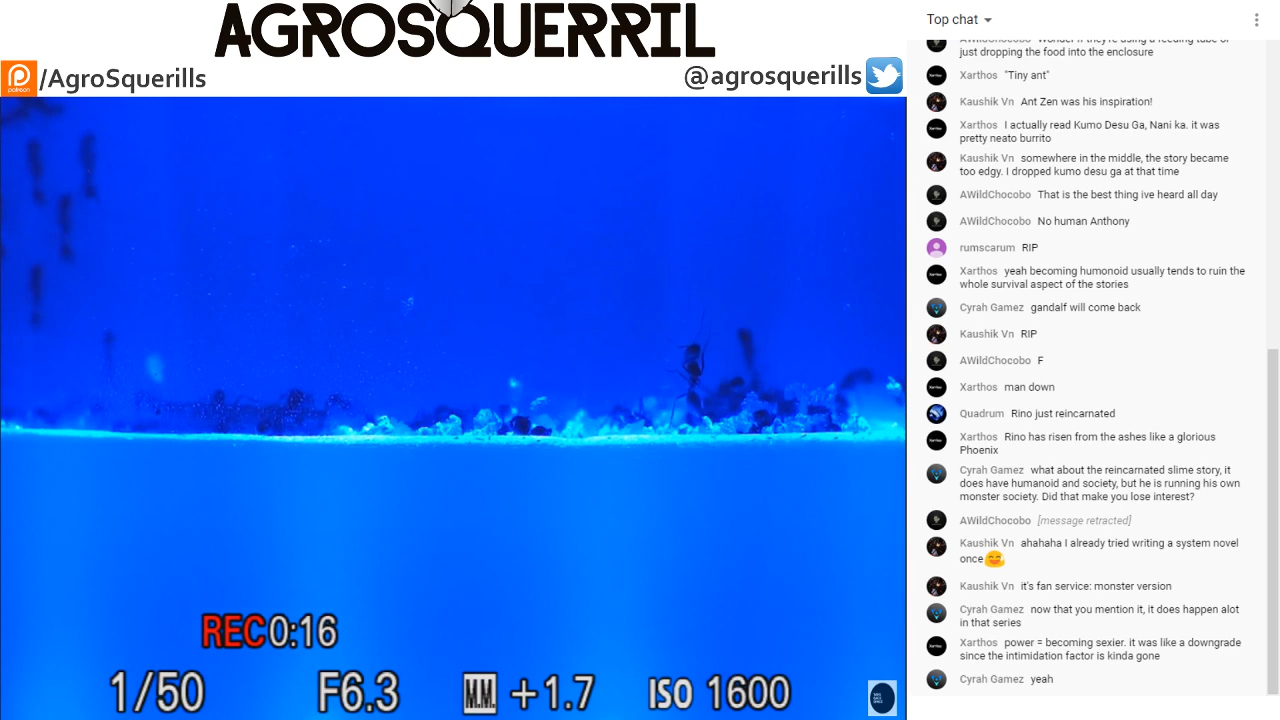 AGROSQUERRIL
patreon
/AgroSquerills
@agrosquerills
REC 0:16
1/50
F6.3
M.M.
+1.7
ISO 1600
Top chat
AWildChocobo Wonder if they're using a feeding tube or
just dropping the food into the enclosure
Xarthos "Tiny ant"
Kaushik Vn Ant Zen was his inspiration!
Xarthos I actually read Kumo Desu Ga, Nani ka. it was
pretty neato burrito
Kaushik Vn somewhere in the middle, the story became
too edgy. I dropped kumo desu ga at that time
AWildChocobo That is the best thing ive heard all day
AWildChocobo No human Anthony
rumscarum RIP
Xarthos yeah becoming humonoid usually tends to ruin the
whole survival aspect of the stories
Cyrah Gamez gandalf will come back
Kaushik Vn RIP
AWildChocobo F
Xarthos man down
Quadrum Rino just reincarnated
Xarthos Rino has risen from the ashes like a glorious
Phoenix
Cyrah Gamez what about the reincarnated slime story, it
does have humanoid and society, but he is running his own
monster society. Did that make you lose interest?
AWildChocobo [message retracted]
Kaushik Vn ahahaha I already tried writing a system novel
once
Kaushik Vn it's fan service: monster version
Cyrah Gamez now that you mention it, it does happen alot
in that series
Xarthos power = becoming sexier. it was like a downgrade
since the intimidation factor is kinda gone
Cyrah Gamez yeah